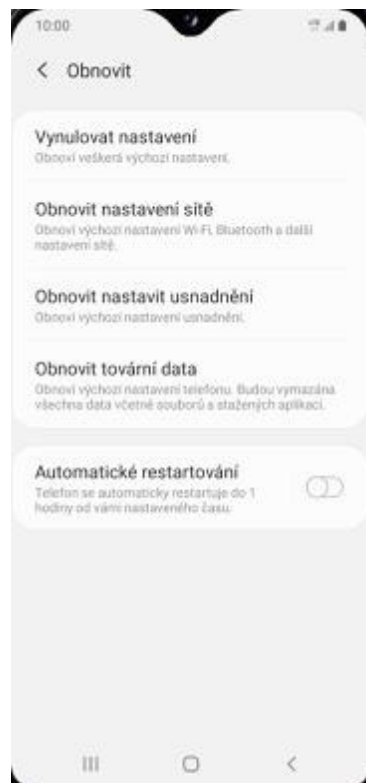 10:00
Obnovit
Vynulovat nastavení
Obnoví veškerá výchozí nastavení.
Obnovit nastavení sítě
Obnoví výchozí nastavení Wi-Fi, Bluetooth a další
nastavení sítě.
Obnovit nastavit usnadnění
Obnoví výchozí nastavení usnadnění.
Obnovit tovární data
Obnoví výchozí nastavení telefonu. Budou vymazána
všechna data včetně souborů a stažených aplikací.
Automatické restartování
Telefon se automaticky restartuje do 1
hodiny od vámi nastaveného času.